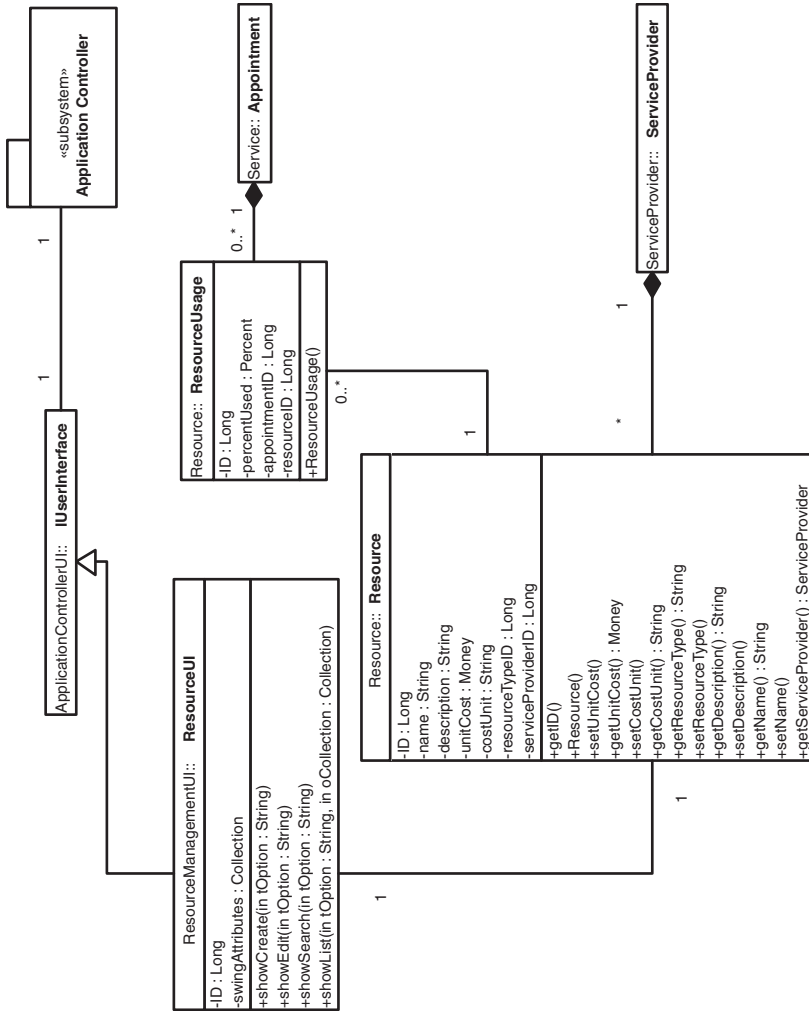 «subsystem»
Application Controller
1
1
ApplicationControllerUI:: IUserInterface
Service:: Appointment
1
0..*
Resource:: ResourceUsage
-ID : Long
-percentUsed : Percent
-appointmentID : Long
-resourceID : Long
+ResourceUsage()
0..*
1
ServiceProvider:: ServiceProvider
1
*
ResourceManagementUI:: ResourceUI
-ID : Long
-swingAttributes : Collection
+showCreate(in tOption : String)
+showEdit(in tOption : String)
+showSearch(in tOption : String)
+showList(in tOption : String, in oCollection : Collection)
1
1
Resource:: Resource
-ID : Long
-name : String
-description : String
-unitCost : Money
-costUnit : String
-resourceTypeID : Long
-serviceProviderID : Long
+getID()
+Resource()
+setUnitCost()
+getUnitCost() : Money
+setCostUnit()
+getCostUnit() : String
+getResourceType() : String
+setResourceType()
+getDescription() : String
+setDescription()
+getName() : String
+setName()
+getServiceProvider() : ServiceProvider